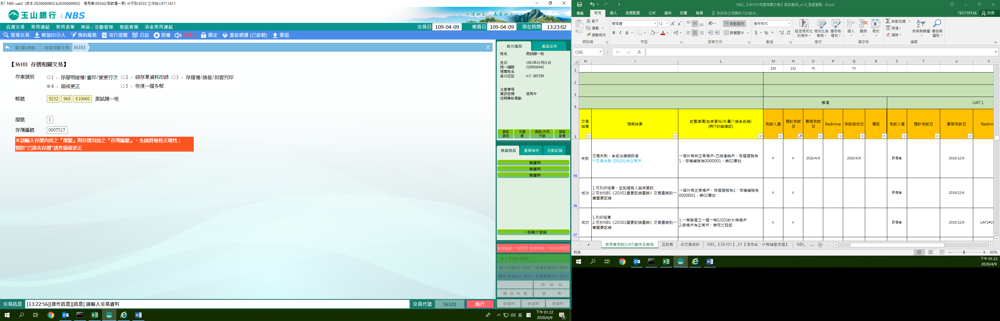 NBS-uat2 (版本:2020040902.b2020040902) 使用者:00242(測試櫃一辰) 分行別:9232 工作站:L9711A11
玉山銀行 | NBS
心清如玉 義重如山
自選交易 常用連結 常用表單 商品 / 活動管理 智能客服 消金常用連結
交易日 109-04-09 帳務日 109-04-09 現在時間 13:23:02
搜尋交易 帳號ID引入 預約服務 蒞行提醒 日誌 授權 鎖定 重啟週邊 (已啟動) 簽退
單/摺(補換.. 存摺相關交易 36101
【36101 存摺相關交易】
作業類別
1 - 存摺明細補/重印/變更行次 2 - 綜存單資料印錄 3 - 存摺補/換發/封面列印
4 - 磁條更正 5 - 恢復一摺多幣
帳號 9232 968 610660 測試顏一地
摺號 1
存簿編號 0007517
※請輸入存摺內頁之「摺號」與存摺封底之「存簿編號」，系統將檢核正確性；
慎防"已掛失存摺"誤作磁條更正
身分識別 產品往來
姓名 測試顏一地
生日 1981年01月01日
統一編號 C299000446
理專姓名
身分註記 A/C REVIEW
注意事項
簡訊密碼 使用中
近期事故異動
顧客資訊 手續費 通路/共同行銷 顧客影像
推薦商品 重要事件 互動記錄
無資料
無資料
無資料
一般轉介登錄
服務號碼： 0000 等候時間： 00分00秒
V I P :0人 00分
個人交易:0人 00分 企業交易:0人 00分
開戶/申請:0人 00分 外匯業務:0人 00分
再 呼 叫
預 約 叫 號 結 束
無資料 無資料 無資料
交易訊息 [13:22:56][操作訊息][訊息] 請輸入交易資料 交易代號 36101 執行
英 下午 01:22
2020/4/9 6
NBS_【36101存摺相關交易】測試案例_v1.4_測資盤點 - Excel
檔案 常用 插入 版面配置 公式 資料 校閱 檢視 告訴我您想要執行的動作... TEST19134 共用
貼上 剪下 複製 複製格式 剪貼簿
標楷體 12 B I U 字型
自動換列 跨欄置中 對齊方式
通用格式 $ % 數值
設定格式化的條件 格式化為表格 儲存格樣式 樣式
插入 刪除 格式 儲存格
自動加總 填滿 清除 排序與篩選 尋找與選取 編輯
O96 fx
H I L M N O P Q R S T U V
1 155 132 75 73
2
3
4 專項 UAT 1
5 交易結果 預期結果 前置準備(包含資料/外圍介接系統等)(與IT討論確認) 測試人員 預計測試日 實際測試日 Redmine 測試完成日 備註 測試人員 預計測試日 實際測試日 Redmin
95 失敗 交易失敗，系統出錯誤訊息
**交易失敗: [0920] 非正常戶
一個外幣非正常帳戶-已結清銷戶，存摺摺號為1、存簿編號為0000001，無02事故
V V 2020/4/9 2020/4/9 許佩瑜 2019/12/6
96 成功 1.可列印短單，並刷摺寫入磁條資訊
2.可於NBS《20301變更記錄查詢》交易查詢到一筆變更記錄
一個外幣正常帳戶，存摺摺號為1、存簿編號為0000001，無02事故
V V 許佩瑜 2019/12/6
97 成功 1.列印短單
2.可於NBS《20301變更記錄查詢》交易查詢到一筆變更記錄
1.一有發摺之一摺一幣(USD)的外幣帳戶
2.該帳戶為正常戶、無死亡註記
V V 許佩瑜 2019/12/6 UAT1#15
使用者測試(UAT)案例＆報告 互助表 本交易統計 NBS_【36101】_01【活存台、外幣補登存摺】 NBS_ ...
就緒 80%
下午 01:22
2020/4/9